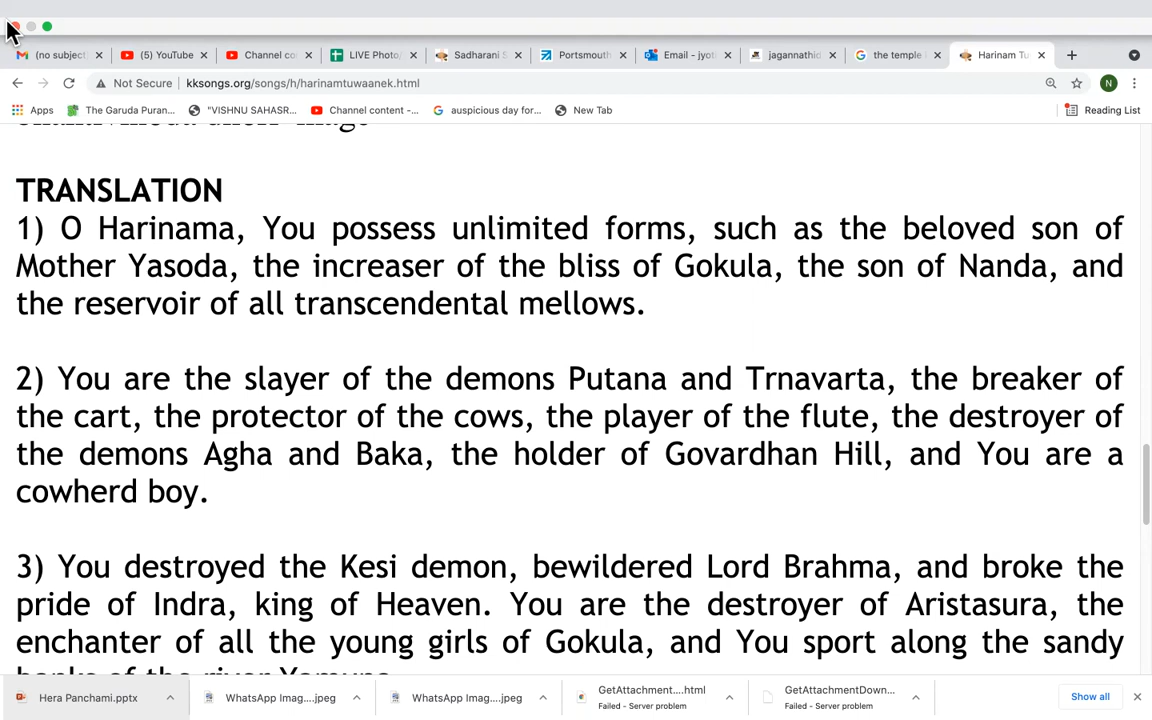 (no subject
(5) YouTube
Channel co
LIVE Photo
Sadharani S
Portsmouth
Email - jyot
jagannathid
the temple
Harinam Tu
Not Secure
kksongs.org/songs/h/harinamtuwaanek.html
N
Apps
The Garuda Puran...
"VISHNU SAHASR...
Channel content -...
auspicious day for...
New Tab
Reading List
TRANSLATION
1) O Harinama, You possess unlimited forms, such as the beloved son of
Mother Yasoda, the increaser of the bliss of Gokula, the son of Nanda, and
the reservoir of all transcendental mellows.
2) You are the slayer of the demons Putana and Trnavarta, the breaker of
the cart, the protector of the cows, the player of the flute, the destroyer of
the demons Agha and Baka, the holder of Govardhan Hill, and You are a
cowherd boy.
3) You destroyed the Kesi demon, bewildered Lord Brahma, and broke the
pride of Indra, king of Heaven. You are the destroyer of Aristasura, the
enchanter of all the young girls of Gokula, and You sport along the sandy
banks of the river Yamuna.
Hera Panchami.pptx
WhatsApp Imag....jpeg
WhatsApp Imag....jpeg
GetAttachment....html
Failed - Server problem
GetAttachmentDown...
Failed - Server problem
Show all